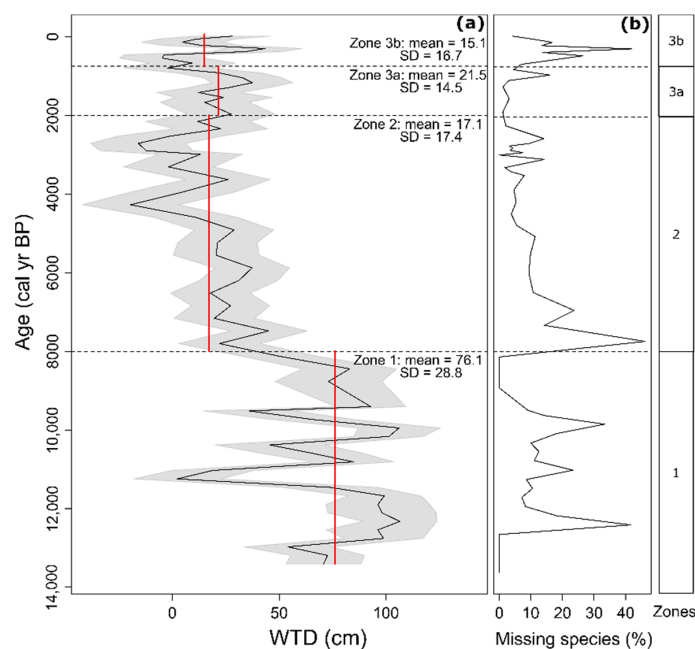 (a)
(b)
0
2000
4000
6000
8000
10,000
12,000
14,000
Age (cal yr BP)
Zone 3b: mean = 15.1
SD = 16.7
Zone 3a: mean = 21.5
SD = 14.5
Zone 2: mean = 17.1
SD = 17.4
Zone 1: mean = 76.1
SD = 28.8
3b
3a
2
1
0 50 100
0 10 20 30 40
WTD (cm)
Missing species (%)
Zones